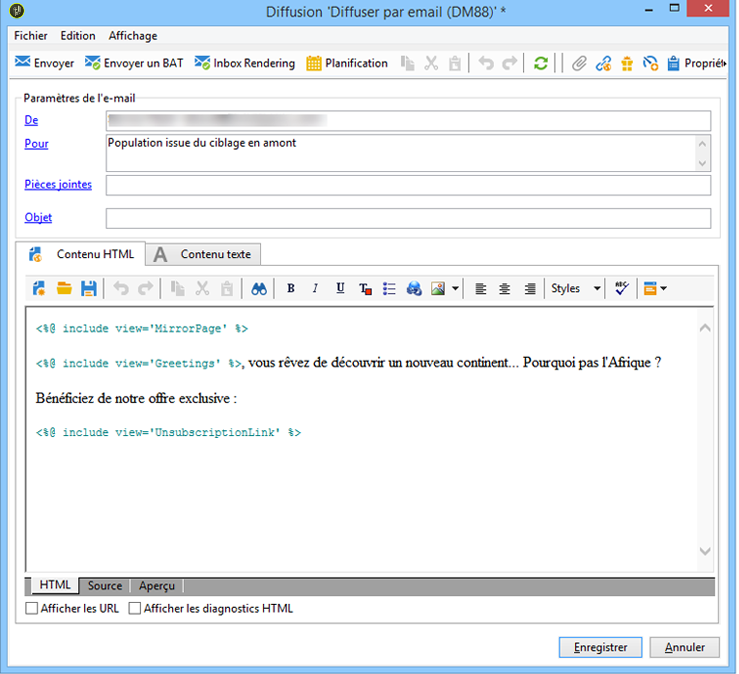 Diffusion 'Diffuser par email (DM88)' *
Fichier Edition Affichage
Envoyer Envoyer un BAT Inbox Rendering Planification Propriét
Paramètres de l'e-mail
De
Pour Population issue du ciblage en amont
Pièces jointes
Objet
Contenu HTML A Contenu texte
B I U T Styles ABC
<%@ include view='MirrorPage' %>
<%@ include view='Greetings' %>, vous rêvez de découvrir un nouveau continent... Pourquoi pas l'Afrique ?
Bénéficiez de notre offre exclusive :
<%@ include view='UnsubscriptionLink' %>
HTML Source Aperçu
Afficher les URL Afficher les diagnostics HTML
Enregistrer Annuler